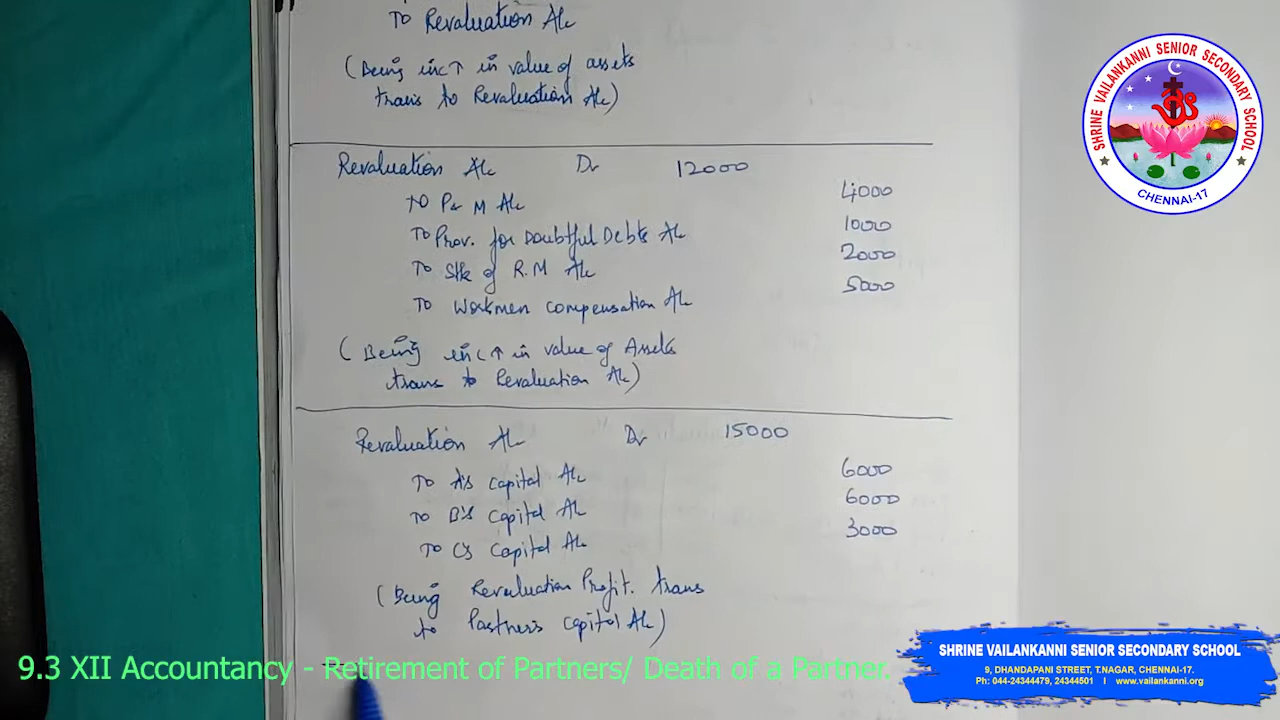 To Revaluation A/c
(Being inc↑ in value of assets
trans to Revaluation A/c)
Revaluation A/c Dr 12000
To P & M A/c 4000
To Prov. for Doubtful Debts A/c 1000
To Stk of R.M A/c 2000
To Workmen compensation A/c 5000
(Being inc↑ in value of Assets
trans to Revaluation A/c)
Revaluation A/c Dr 15000
To A's Capital A/c 6000
To B's Capital A/c 6000
To C's Capital A/c 3000
(Being Revaluation Profit. trans
to Partner's Capital A/c)
9.3 XII Accountancy - Retirement of Partners/ Death of a Partner.
SHRINE VAILANKANNI SENIOR SECONDARY SCHOOL
CHENNAI-17
SHRINE VAILANKANNI SENIOR SECONDARY SCHOOL
9, DHANDAPANI STREET, T.NAGAR, CHENNAI-17.
Ph: 044-24344479, 24344501 I www.vailankanni.org